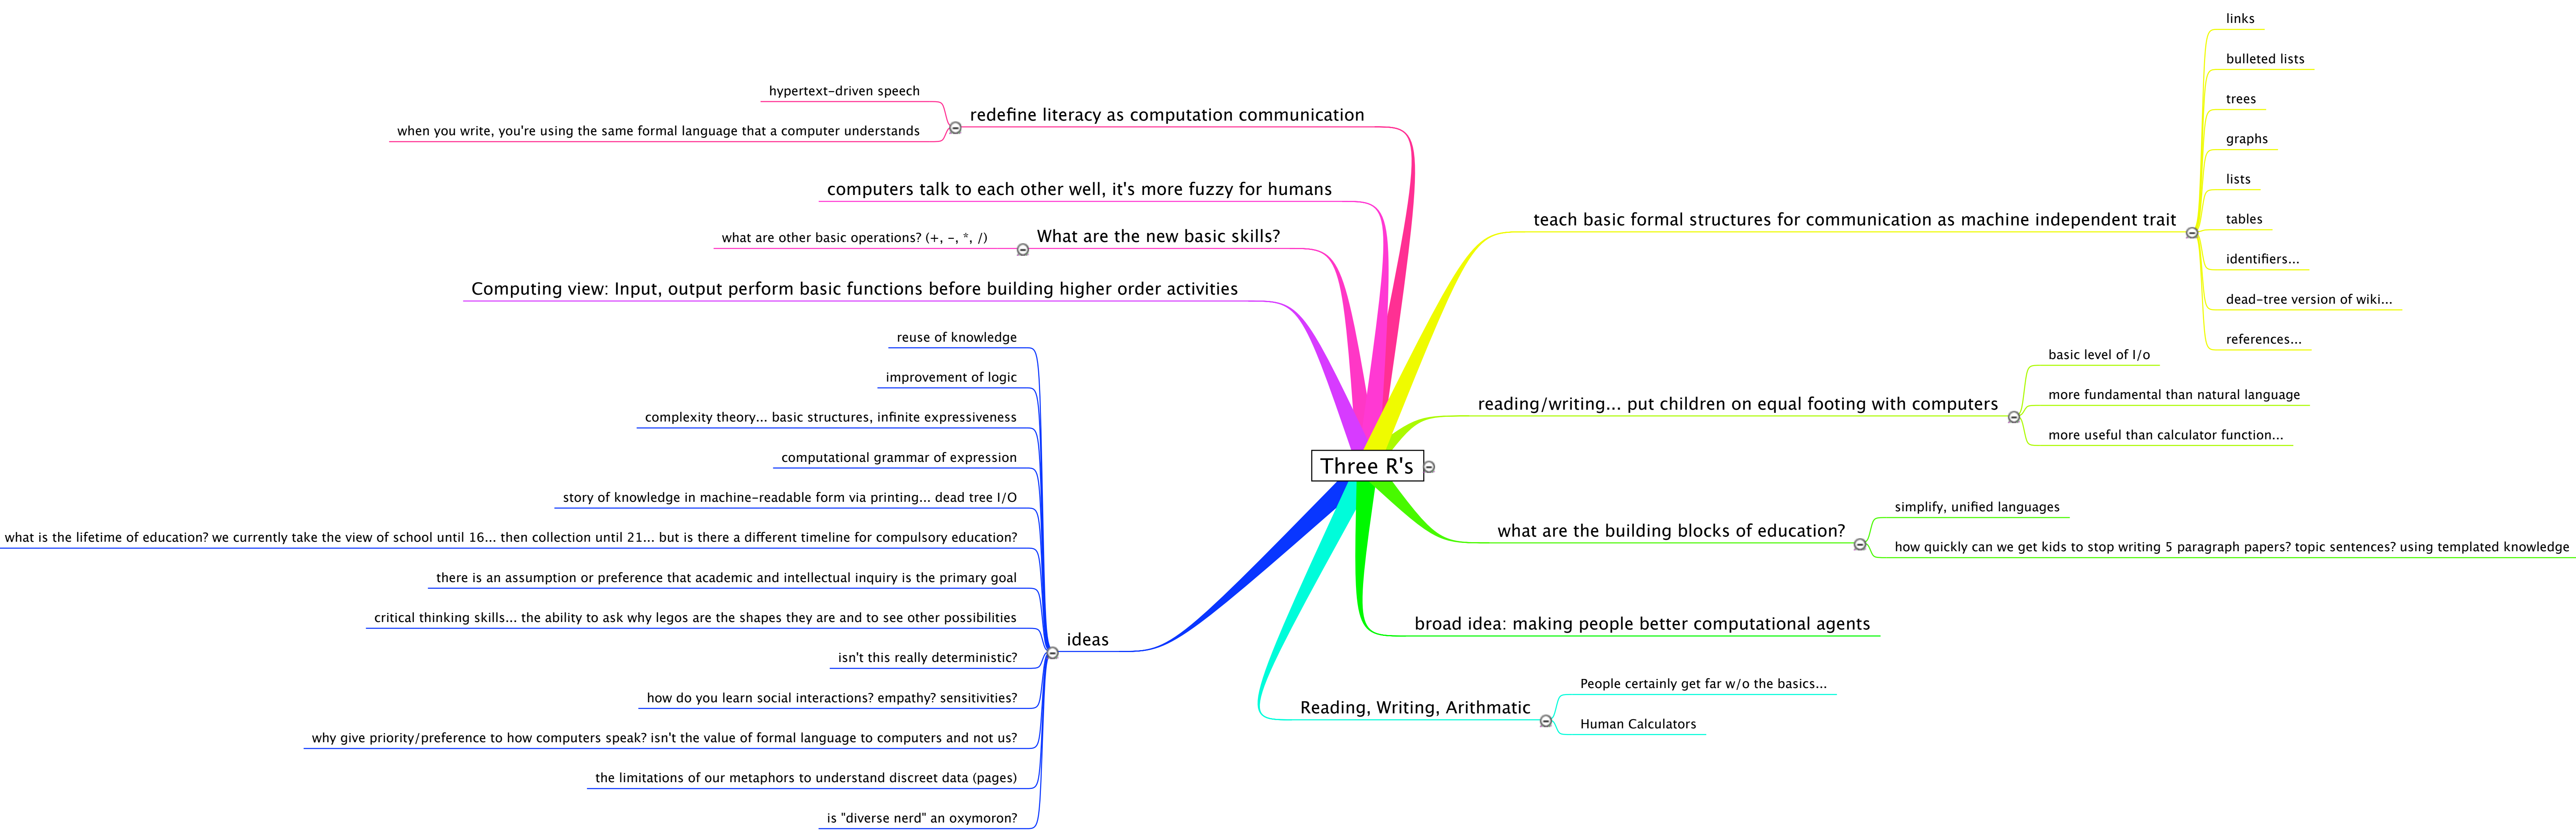 Three R's
teach basic formal structures for communication as machine independent trait
links
bulleted lists
trees
graphs
lists
tables
identifiers...
dead-tree version of wiki...
references...
reading/writing... put children on equal footing with computers
basic level of I/o
more fundamental than natural language
more useful than calculator function...
what are the building blocks of education?
simplify, unified languages
how quickly can we get kids to stop writing 5 paragraph papers? topic sentences? using templated knowledge
broad idea: making people better computational agents
Reading, Writing, Arithmatic
People certainly get far w/o the basics...
Human Calculators
redefine literacy as computation communication
hypertext-driven speech
when you write, you're using the same formal language that a computer understands
computers talk to each other well, it's more fuzzy for humans
What are the new basic skills?
what are other basic operations? (+, -, *, /)
Computing view: Input, output perform basic functions before building higher order activities
ideas
reuse of knowledge
improvement of logic
complexity theory... basic structures, infinite expressiveness
computational grammar of expression
story of knowledge in machine-readable form via printing... dead tree I/O
what is the lifetime of education? we currently take the view of school until 16... then collection until 21... but is there a different timeline for compulsory education?
there is an assumption or preference that academic and intellectual inquiry is the primary goal
critical thinking skills... the ability to ask why legos are the shapes they are and to see other possibilities
isn't this really deterministic?
how do you learn social interactions? empathy? sensitivities?
why give priority/preference to how computers speak? isn't the value of formal language to computers and not us?
the limitations of our metaphors to understand discreet data (pages)
is "diverse nerd" an oxymoron?